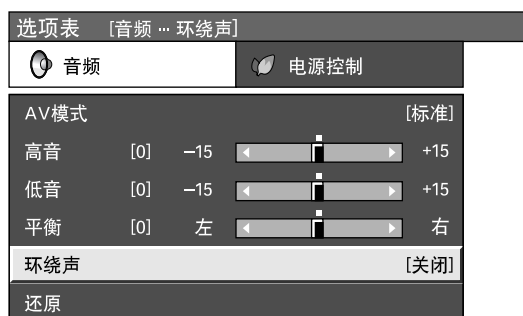 选项表 [音频 ··· 环绕声]
音频 电源控制
AV模式 [标准]
高音 [0] −15 +15
低音 [0] −15 +15
平衡 [0] 左 右
环绕声 [关闭]
还原